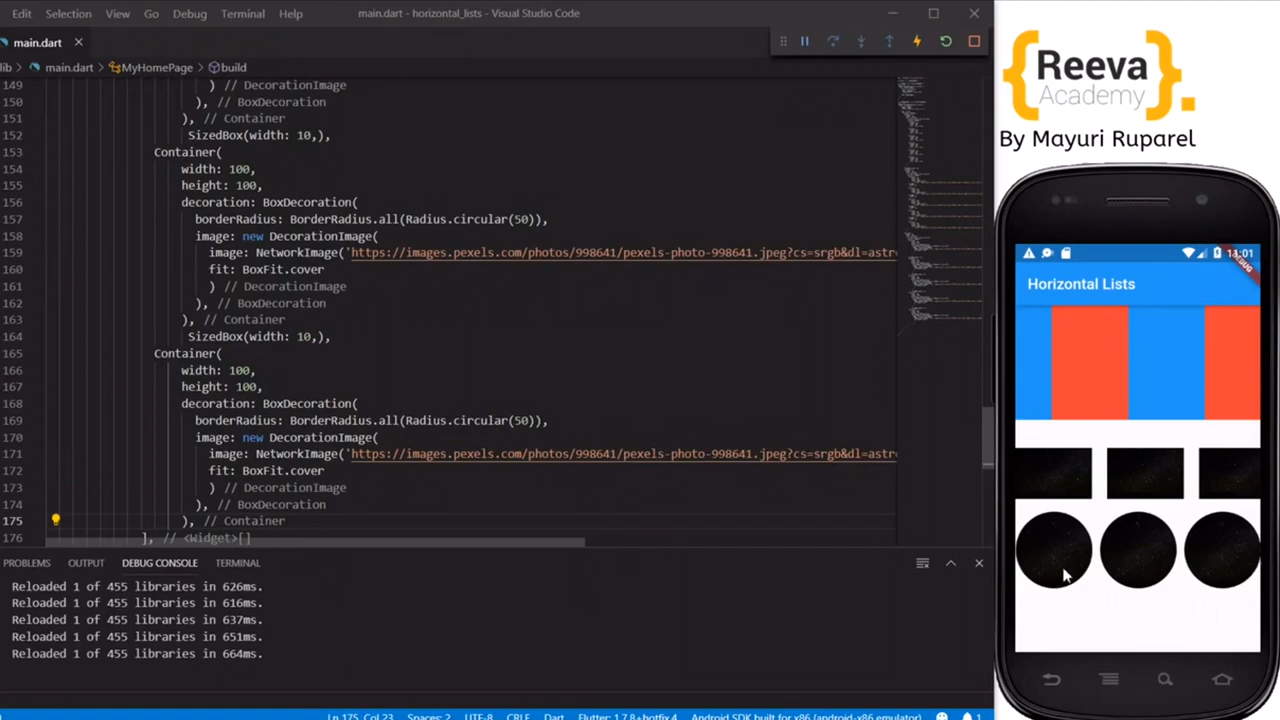 Edit Selection View Go Debug Terminal Help main.dart - horizontal_lists - Visual Studio Code
main.dart
lib > main.dart > MyHomePage > build
149 ) // DecorationImage
150 ), // BoxDecoration
151 ), // Container
152 SizedBox(width: 10,),
153 Container(
154 width: 100,
155 height: 100,
156 decoration: BoxDecoration(
157 borderRadius: BorderRadius.all(Radius.circular(50)),
158 image: new DecorationImage(
159 image: NetworkImage('https://images.pexels.com/photos/998641/pexels-photo-998641.jpeg?cs=srgb&dl=astr
160 fit: BoxFit.cover
161 ) // DecorationImage
162 ), // BoxDecoration
163 ), // Container
164 SizedBox(width: 10,),
165 Container(
166 width: 100,
167 height: 100,
168 decoration: BoxDecoration(
169 borderRadius: BorderRadius.all(Radius.circular(50)),
170 image: new DecorationImage(
171 image: NetworkImage('https://images.pexels.com/photos/998641/pexels-photo-998641.jpeg?cs=srgb&dl=astr
172 fit: BoxFit.cover
173 ) // DecorationImage
174 ), // BoxDecoration
175 ), // Container
176 ], // <Widget>[]
PROBLEMS OUTPUT DEBUG CONSOLE TERMINAL
Reloaded 1 of 455 libraries in 626ms.
Reloaded 1 of 455 libraries in 616ms.
Reloaded 1 of 455 libraries in 637ms.
Reloaded 1 of 455 libraries in 651ms.
Reloaded 1 of 455 libraries in 664ms.
Ln 175, Col 23 Spaces: 2 UTF-8 CRLF Dart Flutter: 1.7.8+hotfix.4 Android SDK built for x86 (android-x86 emulator) 1
Reeva
Academy
By Mayuri Ruparel
11:01
DEBUG
Horizontal Lists